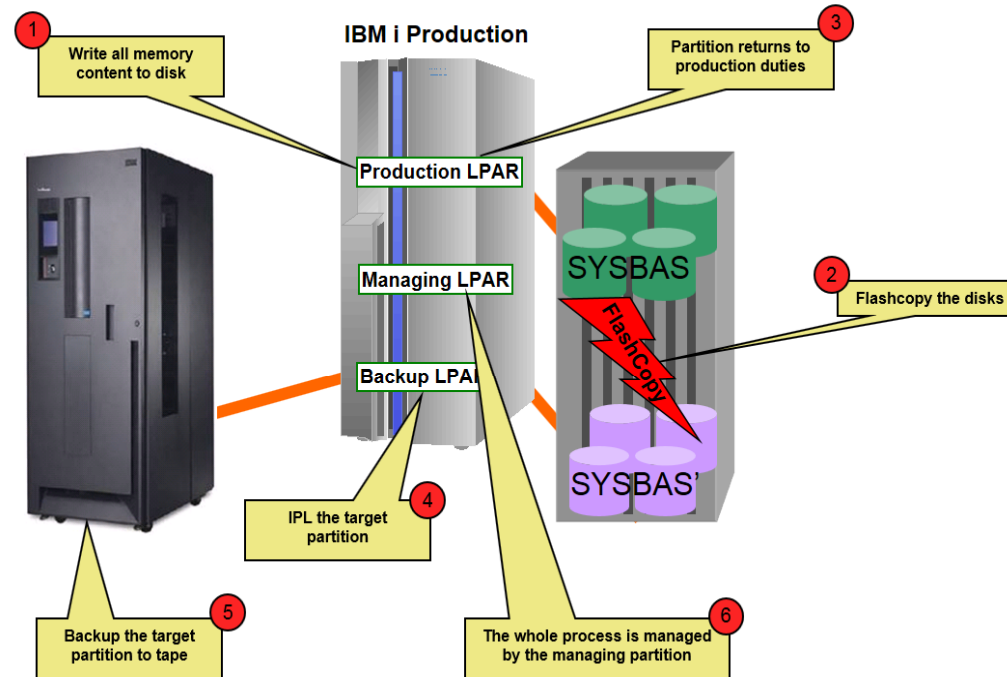 1
Write all memory
content to disk
IBM i Production
3
Partition returns to
production duties
IBM
Production LPAR
SYSBAS
2
Flashcopy the disks
Managing LPAR
FlashCopy
Backup LPAR
SYSBAS’
4
IPL the target
partition
5
Backup the target
partition to tape
6
The whole process is managed
by the managing partition